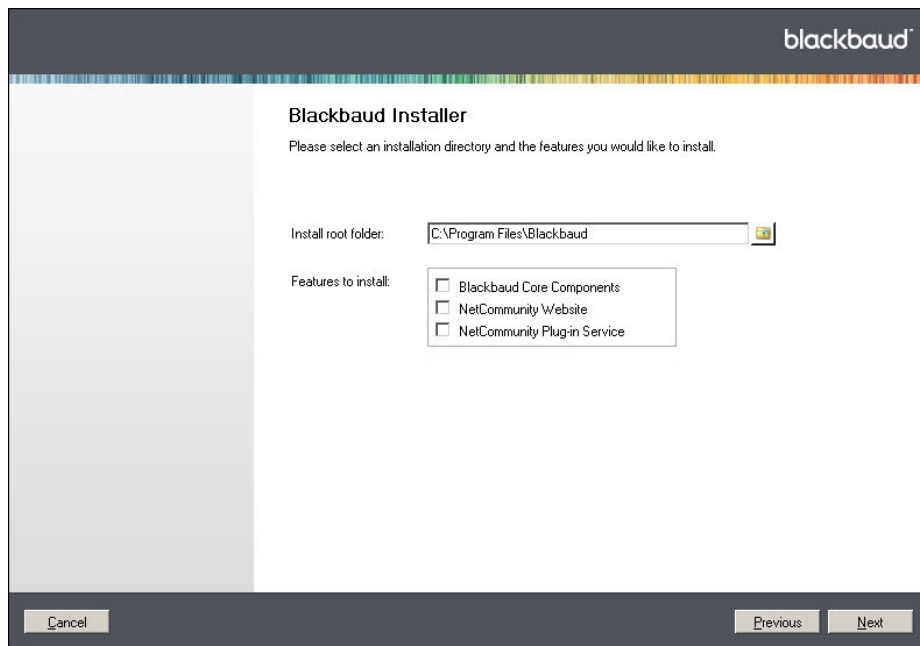 blackbaud
Blackbaud Installer
Please select an installation directory and the features you would like to install.
Install root folder: C:\Program Files\Blackbaud
Features to install:
Blackbaud Core Components
NetCommunity Website
NetCommunity Plug-in Service
Cancel Previous Next